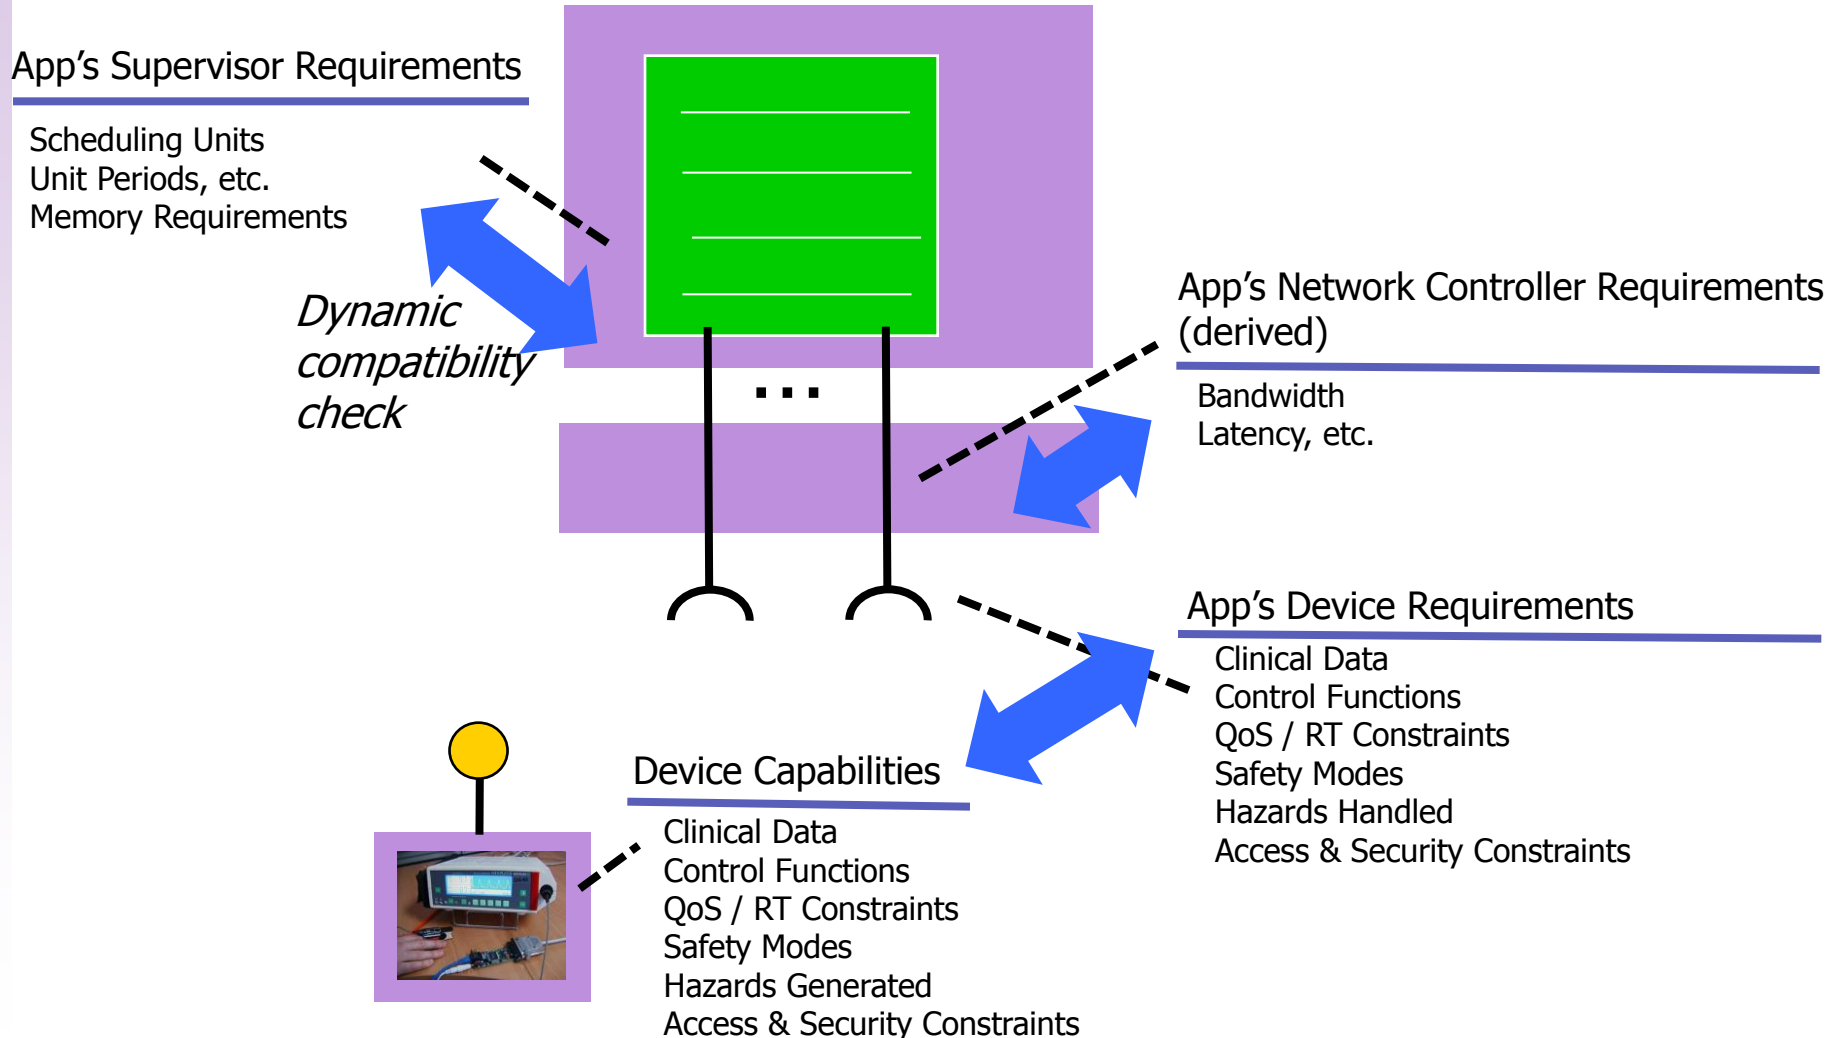 App’s Supervisor Requirements
Scheduling Units
Unit Periods, etc.
Memory Requirements
Dynamic
compatibility
check
...
App’s Network Controller Requirements
(derived)
Bandwidth
Latency, etc.
App’s Device Requirements
Clinical Data
Control Functions
QoS / RT Constraints
Safety Modes
Hazards Handled
Access & Security Constraints
Device Capabilities
Clinical Data
Control Functions
QoS / RT Constraints
Safety Modes
Hazards Generated
Access & Security Constraints